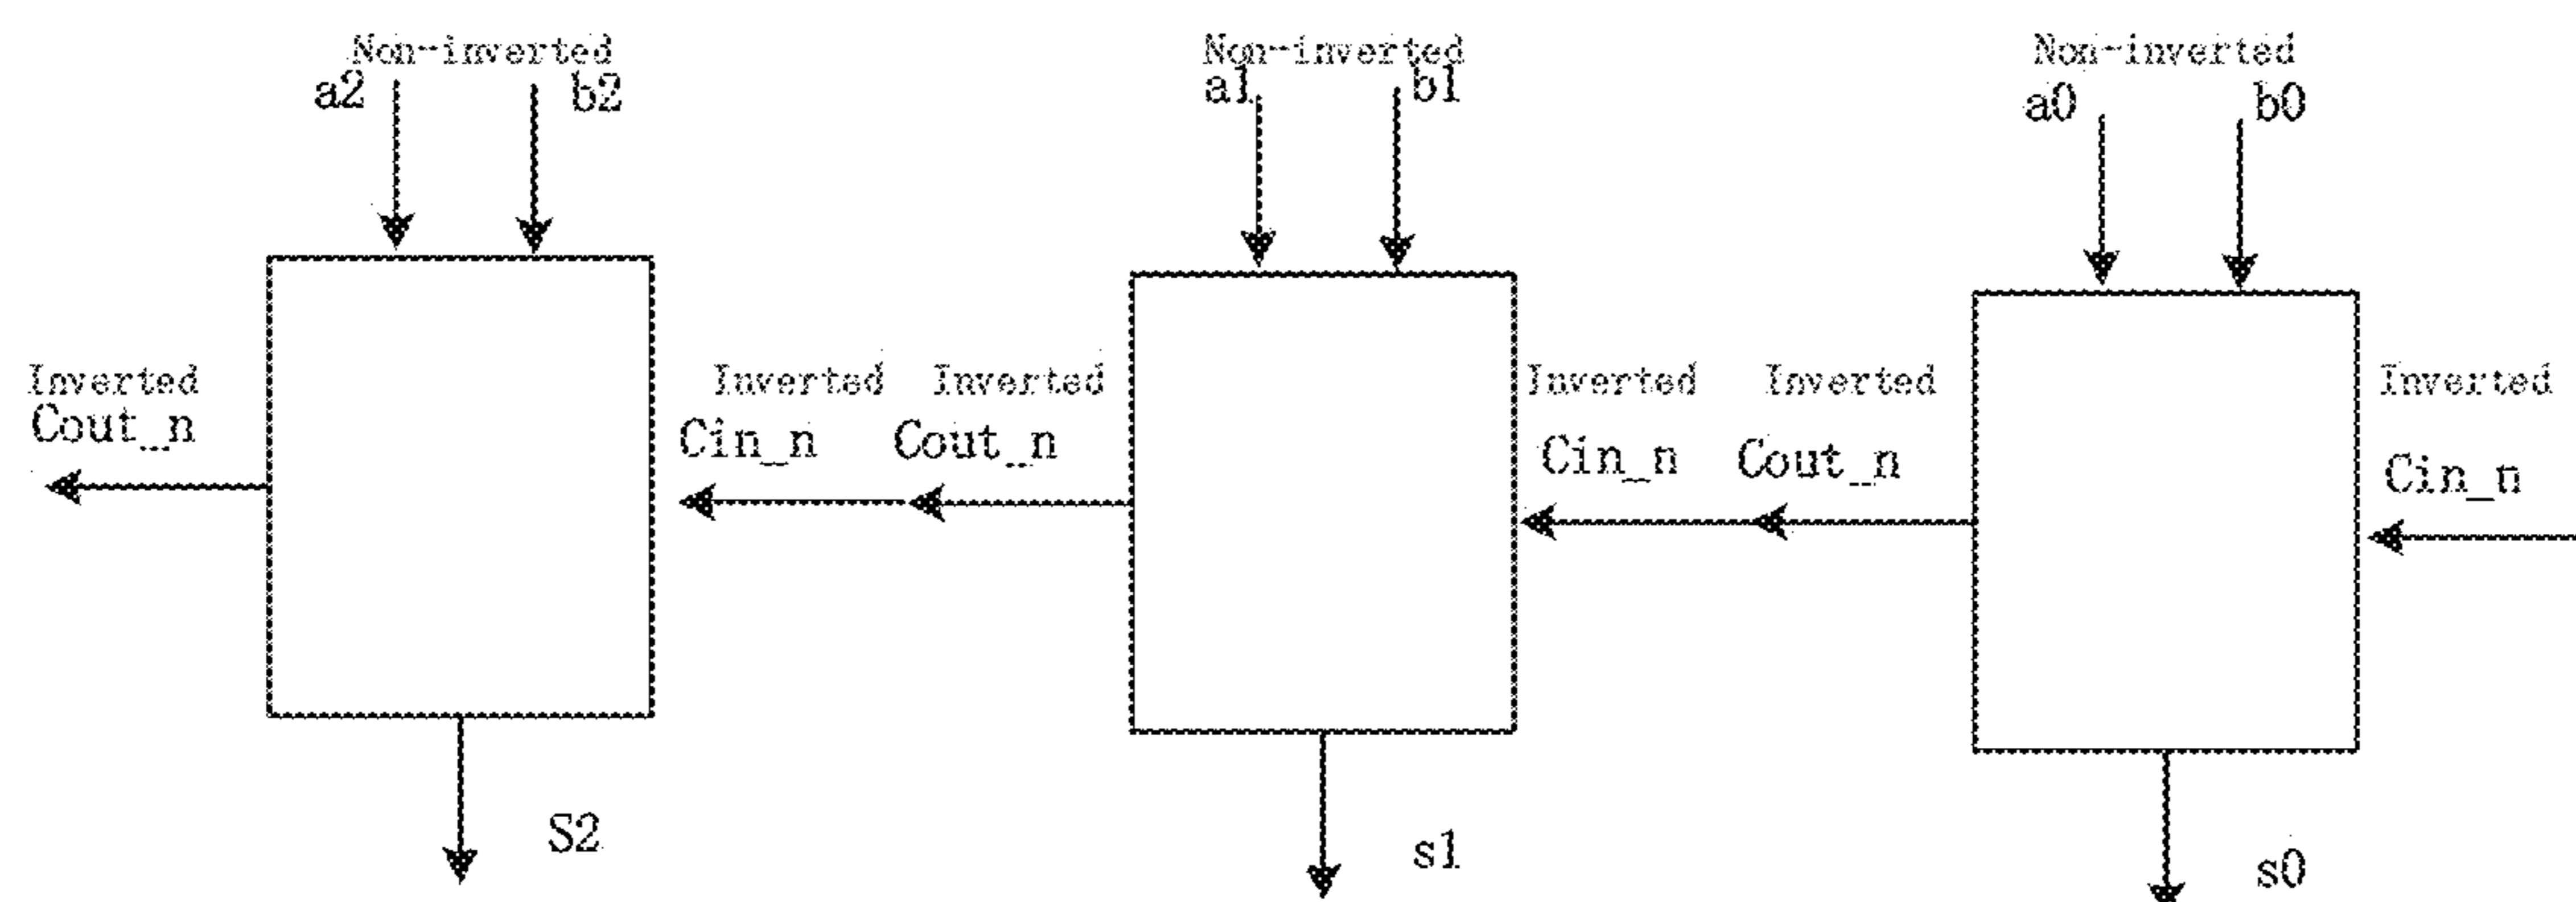 Non-inverted
a2
b2
Non-inverted
a1
b1
Non-inverted
a0
b0
Inverted
Cout_n
Inverted
Cin_n
Inverted
Cout_n
Inverted
Cin_n
Inverted
Cout_n
Inverted
Cin_n
S2
s1
s0